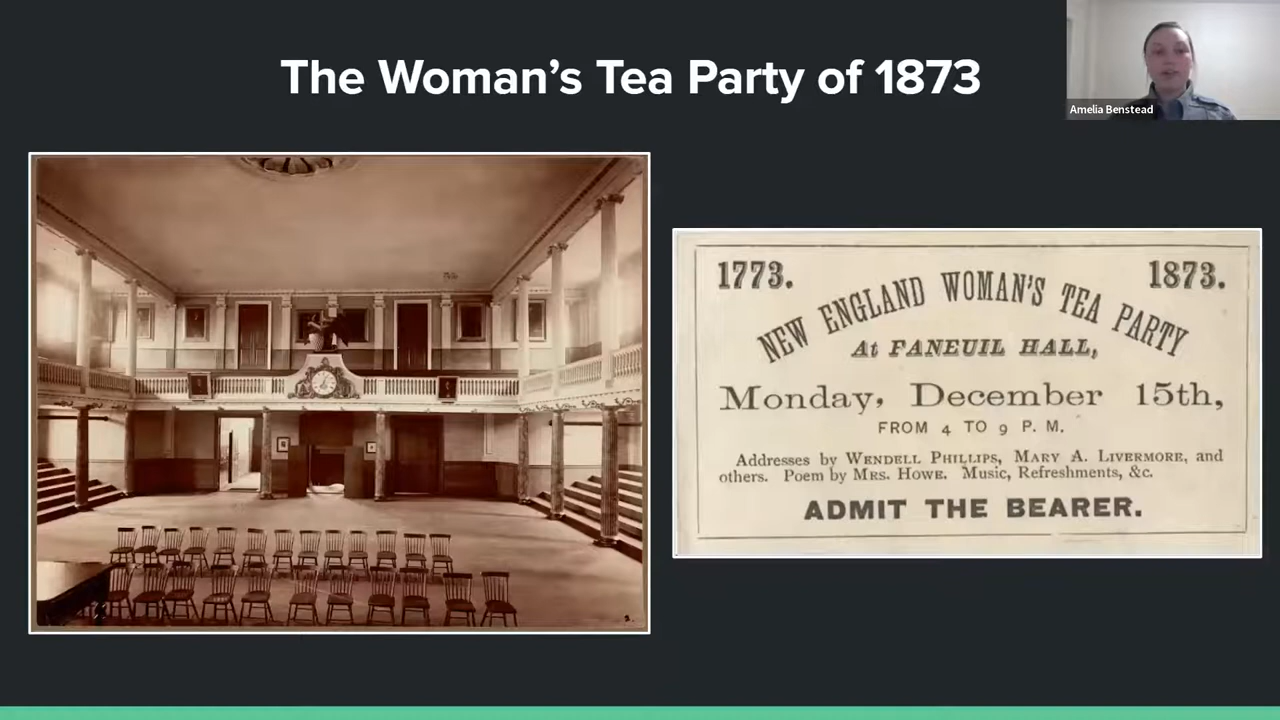 The Woman’s Tea Party of 1873
Amelia Benstead
1773.
1873.
NEW ENGLAND WOMAN'S TEA PARTY
At FANEUIL HALL,
Monday, December 15th,
FROM 4 TO 9 P. M.
Addresses by WENDELL PHILLIPS, MARY A. LIVERMORE, and
others. Poem by MRS. HOWE. Music, Refreshments, &c.
ADMIT THE BEARER.
2.